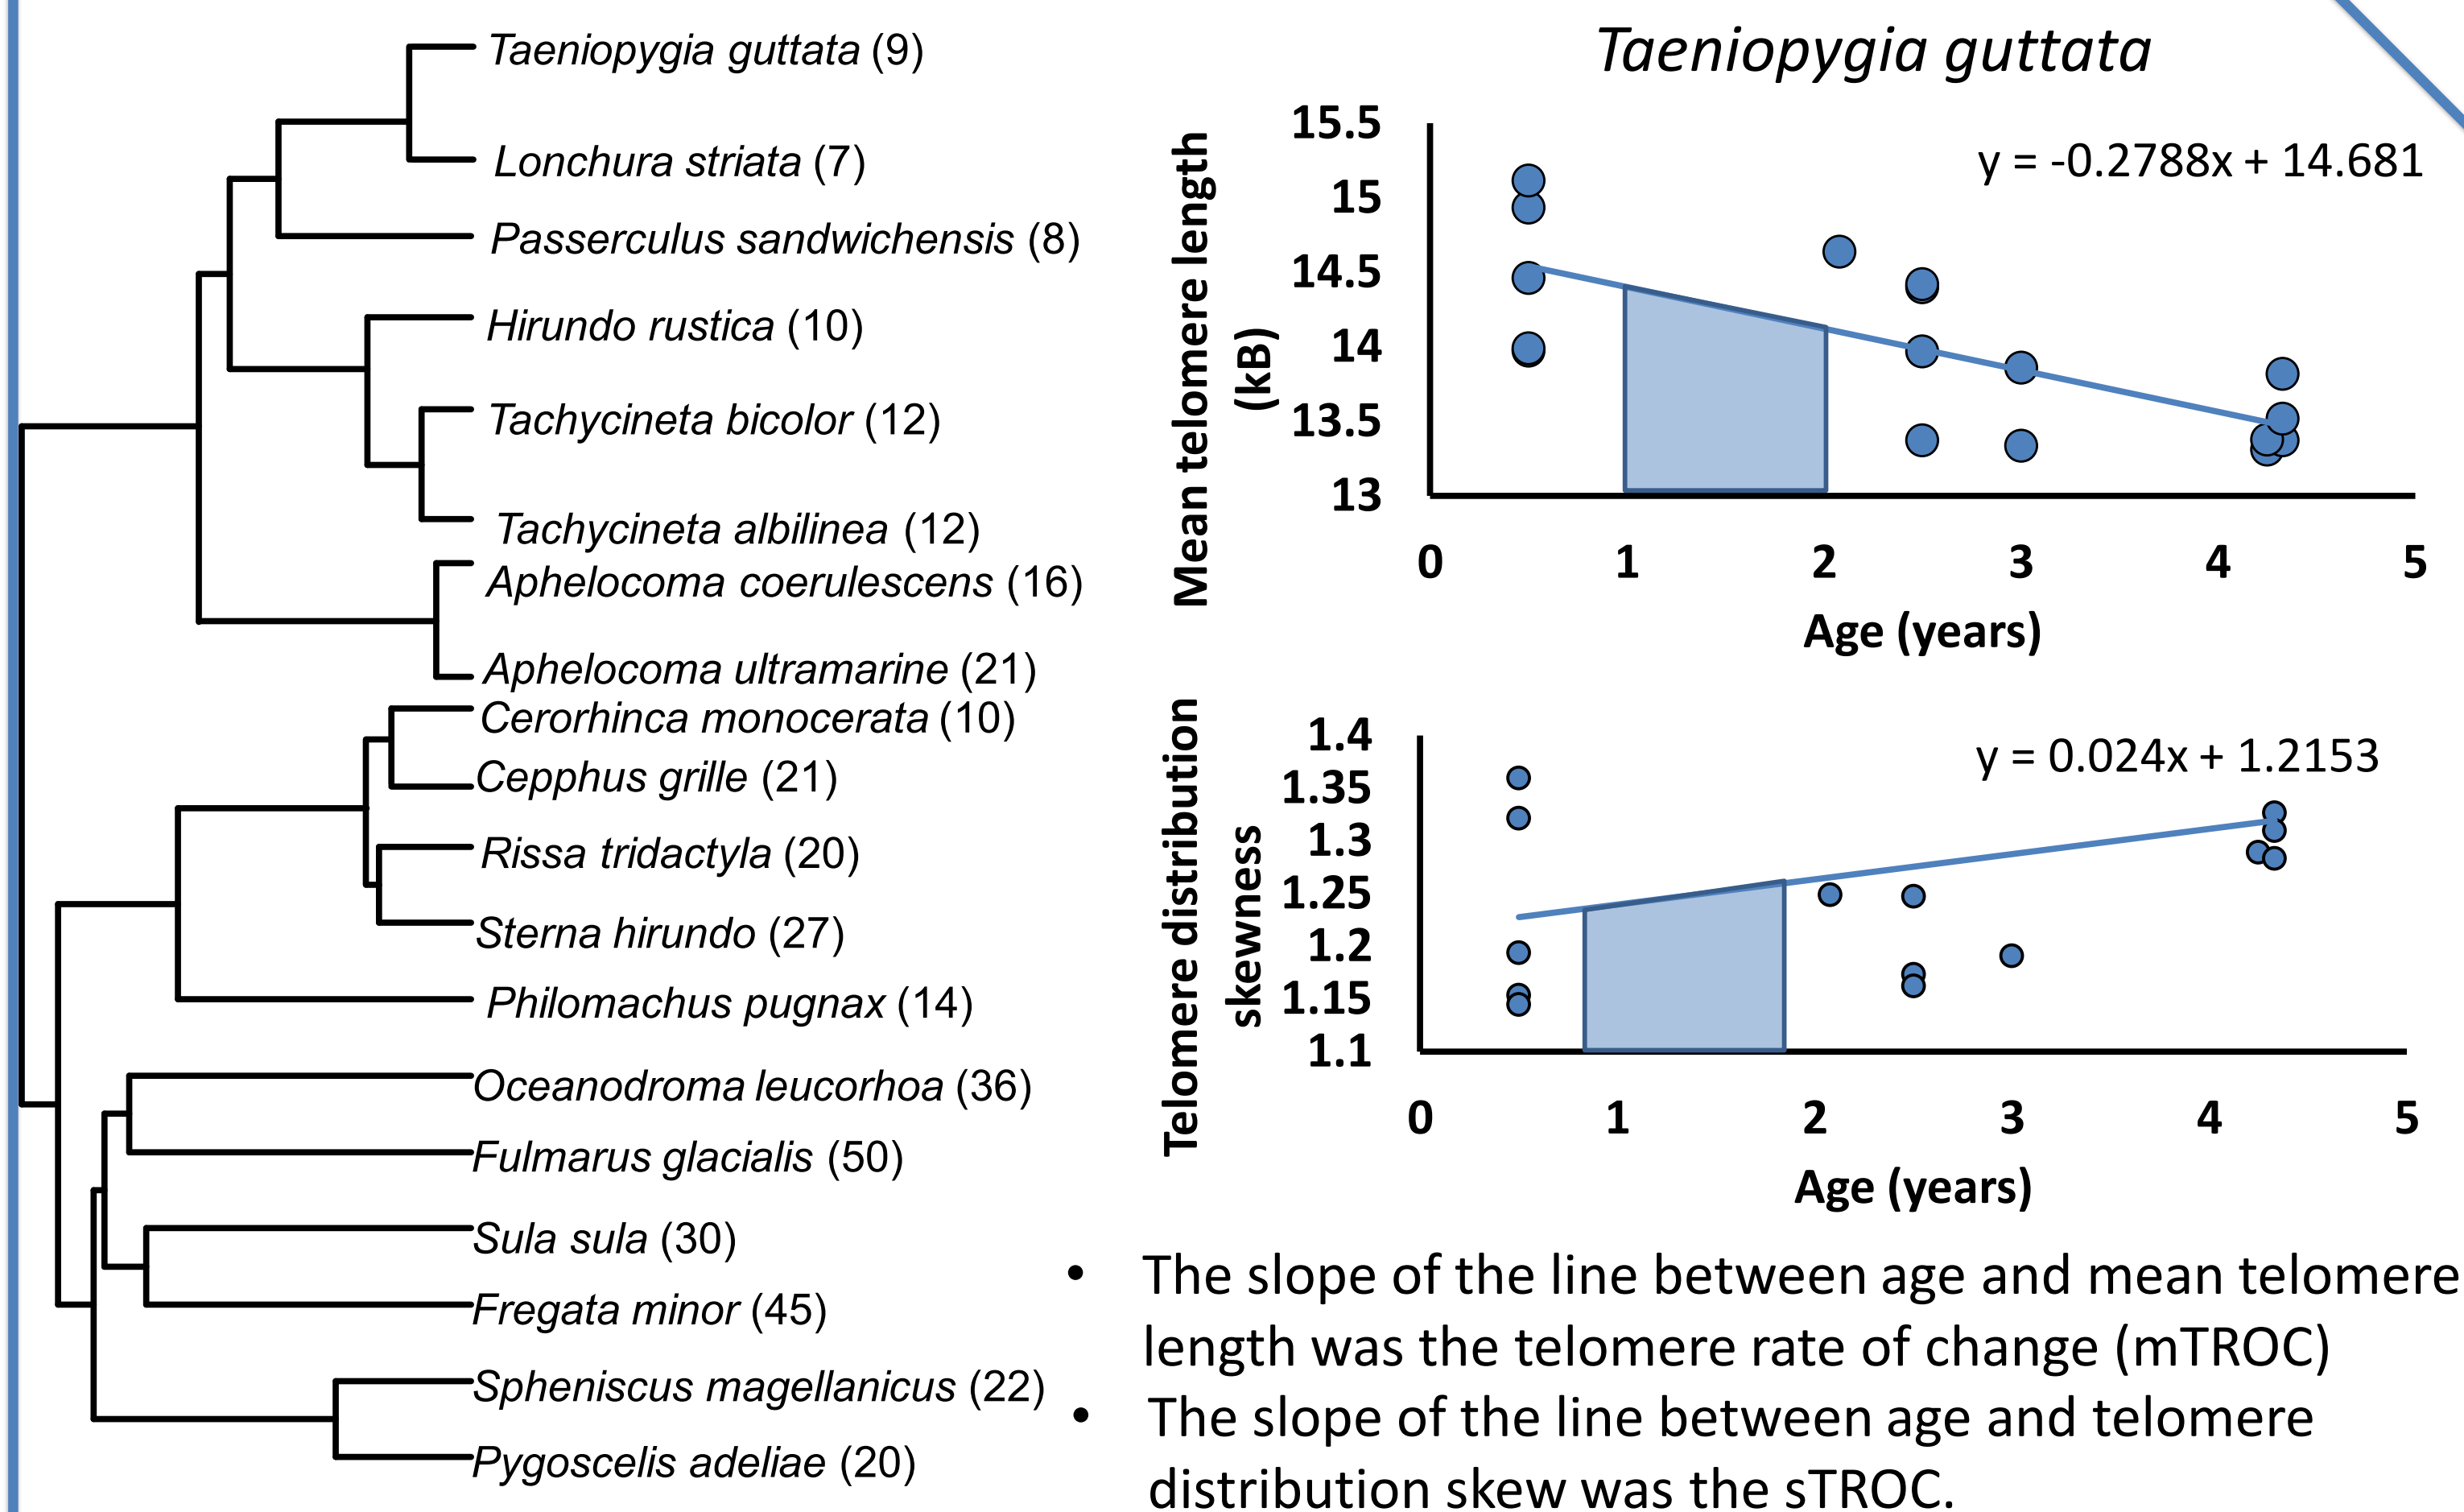 Taeniopygia guttata (9)
Lonchura striata (7)
Passerculus sandwichensis (8)
Hirundo rustica (10)
Tachycineta bicolor (12)
Tachycineta albilinea (12)
Aphelocoma coerulescens (16)
Aphelocoma ultramarine (21)
Cerorhinca monocerata (10)
Cepphus grille (21)
Rissa tridactyla (20)
Sterna hirundo (27)
Philomachus pugnax (14)
Oceanodroma leucorhoa (36)
Fulmarus glacialis (50)
Sula sula (30)
Fregata minor (45)
Spheniscus magellanicus (22)
Pygoscelis adeliae (20)
Taeniopygia guttata
y = -0.2788x + 14.681
Mean telomere length
(kB)
15.5
15
14.5
14
13.5
13
0 1 2 3 4 5
Age (years)
y = 0.024x + 1.2153
Telomere distribution
skewness
1.4
1.35
1.3
1.25
1.2
1.15
1.1
0 1 2 3 4 5
Age (years)
• The slope of the line between age and mean telomere
length was the telomere rate of change (mTROC)
• The slope of the line between age and telomere
distribution skew was the sTROC.